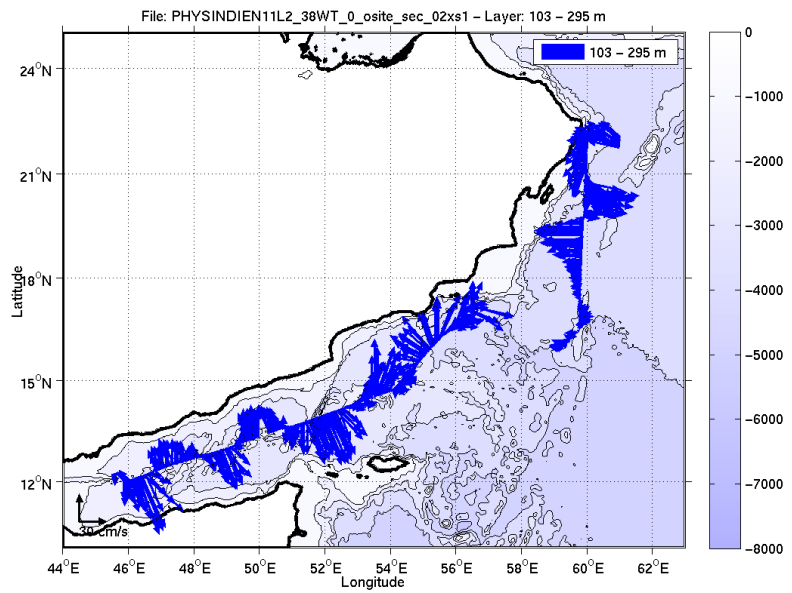 File: PHYSINDIEN11L2_38WT_0_osite_sec_02xs1 – Layer: 103 – 295 m
103 – 295 m
24°N
21°N
18°N
15°N
12°N
Latitude
30 cm/s
44°E
46°E
48°E
50°E
52°E
54°E
56°E
58°E
60°E
62°E
Longitude
0
−1000
−2000
−3000
−4000
−5000
−6000
−7000
−8000